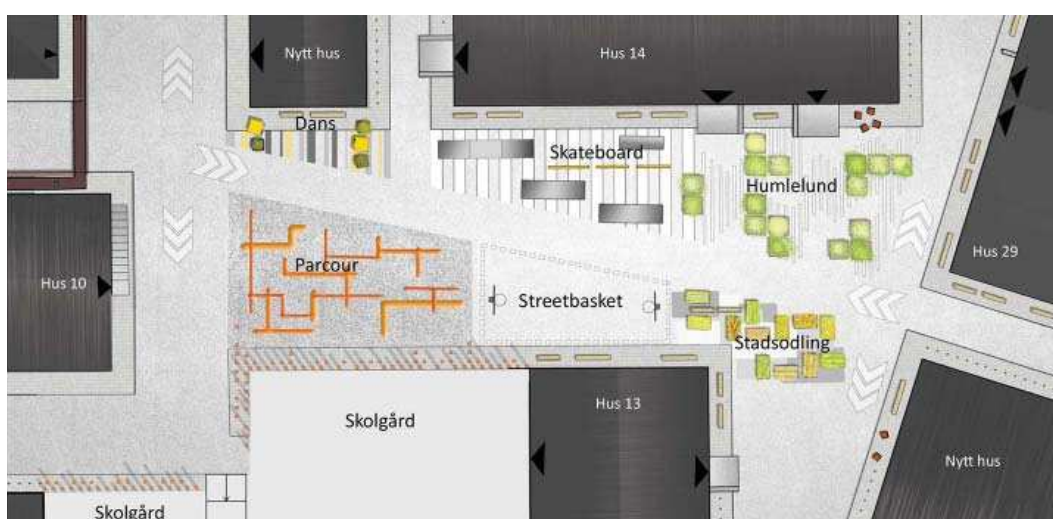 Nytt hus
Hus 14
Dans
Skateboard
Humlelund
Hus 29
Hus 10
Parcour
Streetbasket
Stadsodling
Skolgård
Hus 13
Nytt hus
Skolgård